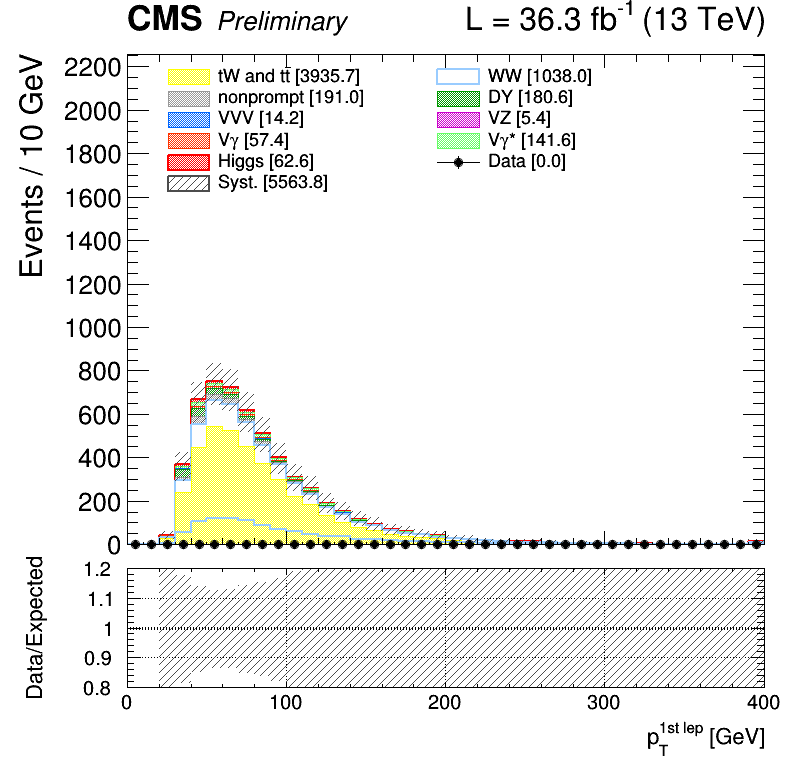 CMS Preliminary L = 36.3 fb⁻¹ (13 TeV)
Events / 10 GeV
2200
2000
1800
1600
1400
1200
1000
800
600
400
200
0
tW and tt̄ [3935.7]
nonprompt [191.0]
VVV [14.2]
Vγ [57.4]
Higgs [62.6]
Syst. [5563.8]
WW [1038.0]
DY [180.6]
VZ [5.4]
Vγ* [141.6]
Data [0.0]
Data/Expected
1.2
1.1
1
0.9
0.8
0 100 200 300 400
p_T^1st lep [GeV]